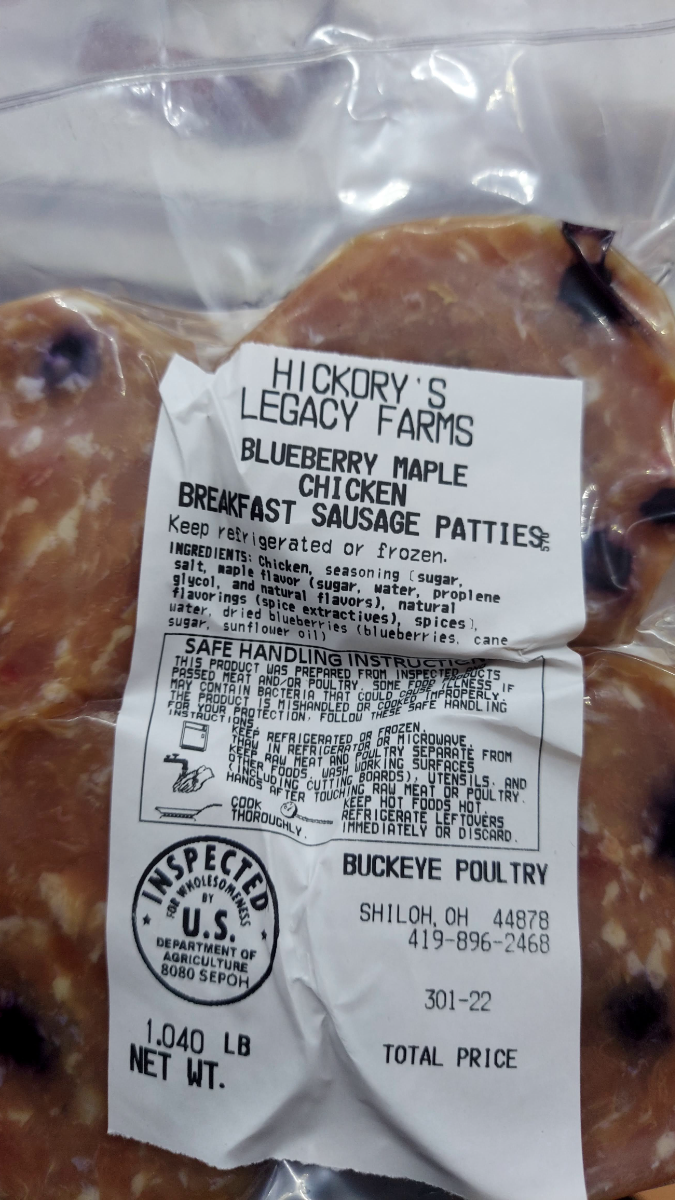 HICKORY'S
LEGACY FARMS
BLUEBERRY MAPLE
CHICKEN
BREAKFAST SAUSAGE PATTIES
Keep refrigerated or frozen.
INGREDIENTS: Chicken, seasoning [sugar,
salt, maple flavor (sugar, water, proplene
glycol, and natural flavors), natural
flavorings (spice extractives), spices],
water, dried blueberries (blueberries, cane
sugar, sunflower oil)
SAFE HANDLING INSTRUCTIONS
THIS PRODUCT WAS PREPARED FROM INSPECTED AND
PASSED MEAT AND/OR POULTRY. SOME FOOD PRODUCTS
MAY CONTAIN BACTERIA THAT COULD CAUSE ILLNESS IF
THE PRODUCT IS MISHANDLED OR COOKED IMPROPERLY.
FOR YOUR PROTECTION, FOLLOW THESE SAFE HANDLING
INSTRUCTIONS.
KEEP REFRIGERATED OR FROZEN.
THAW IN REFRIGERATOR OR MICROWAVE.
KEEP RAW MEAT AND POULTRY SEPARATE FROM
OTHER FOODS. WASH WORKING SURFACES
(INCLUDING CUTTING BOARDS), UTENSILS, AND
HANDS AFTER TOUCHING RAW MEAT OR POULTRY.
COOK
THOROUGHLY.
KEEP HOT FOODS HOT.
REFRIGERATE LEFTOVERS
IMMEDIATELY OR DISCARD.
INSPECTED
FOR WHOLESOMENESS
BY
U.S.
DEPARTMENT OF
AGRICULTURE
8080 SEPOH
BUCKEYE POULTRY
SHILOH, OH 44878
419-896-2468
301-22
1.040 LB
NET WT.
TOTAL PRICE